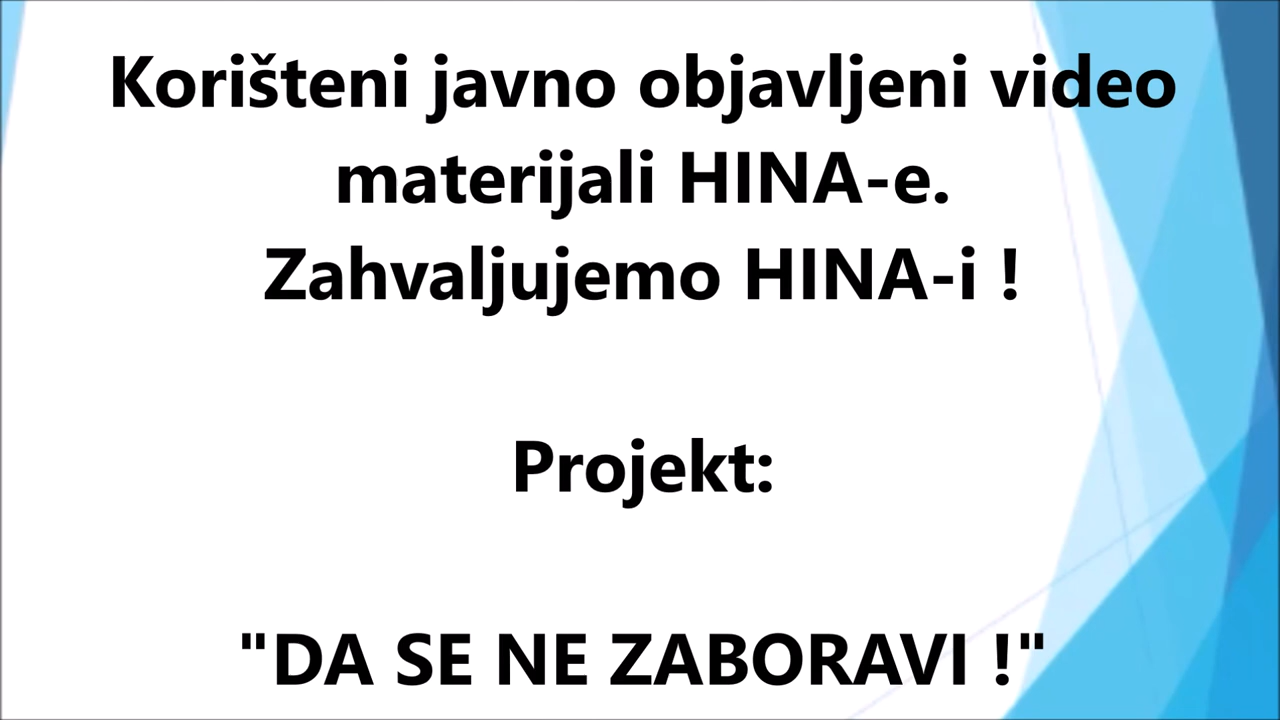 Korišteni javno objavljeni video
materijali HINA-e.
Zahvaljujemo HINA-i !
Projekt:
"DA SE NE ZABORAVI !"